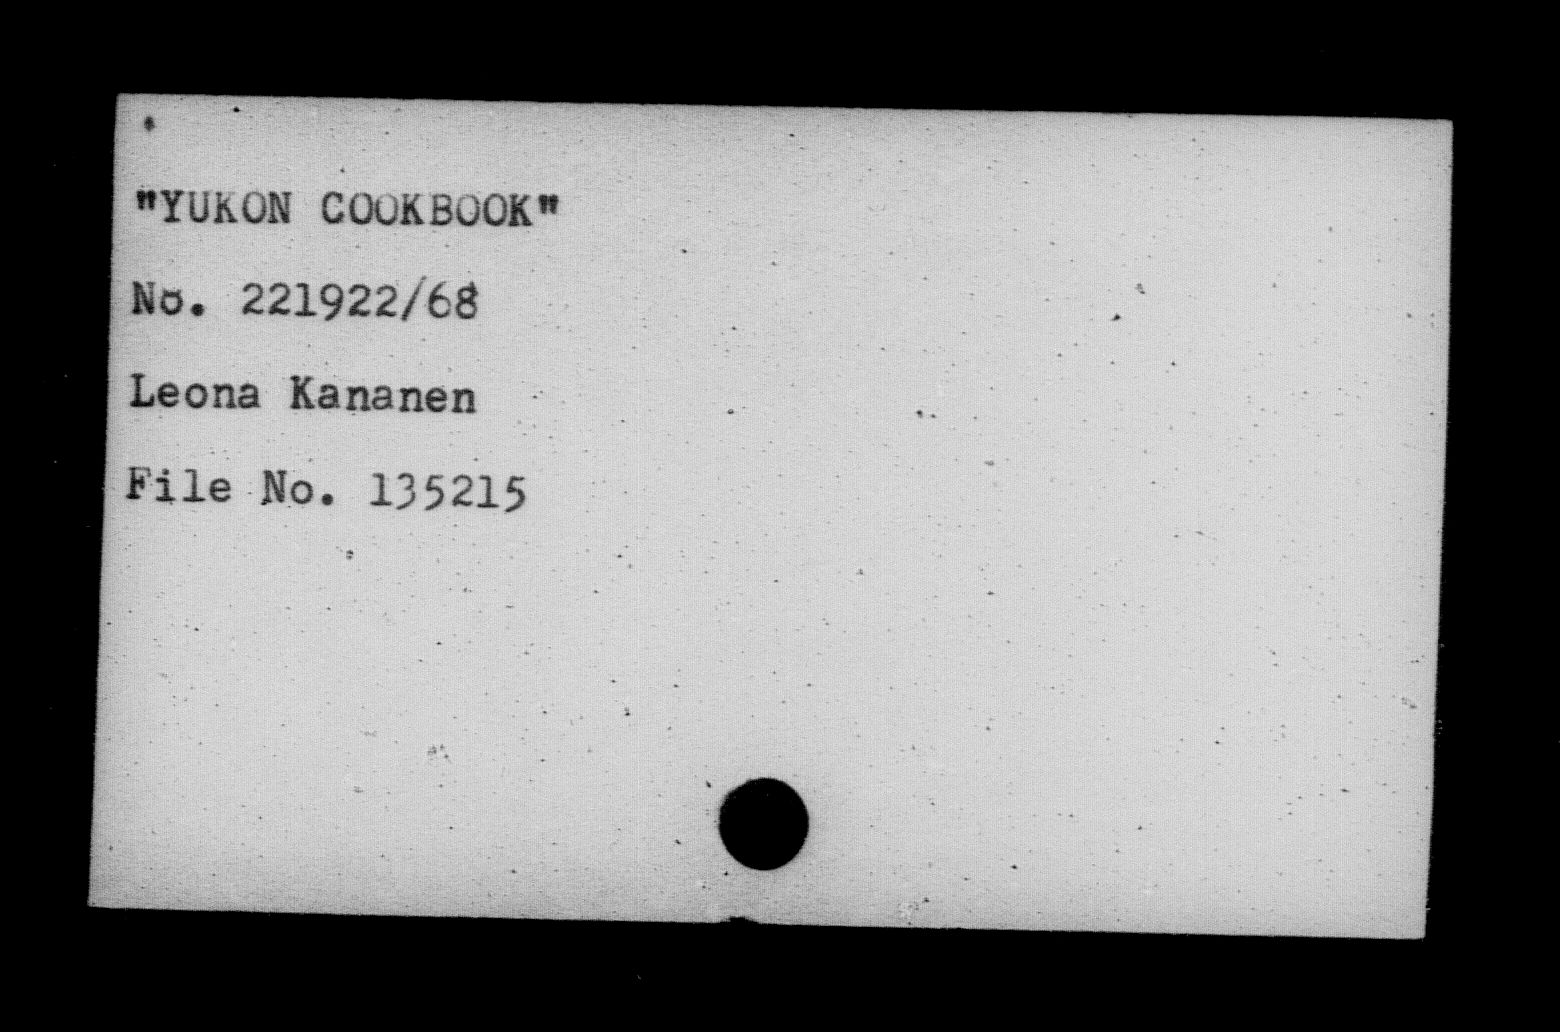 "YUKON COOKBOOK"
No. 221922/68
Leona Kananen
File No. 135215